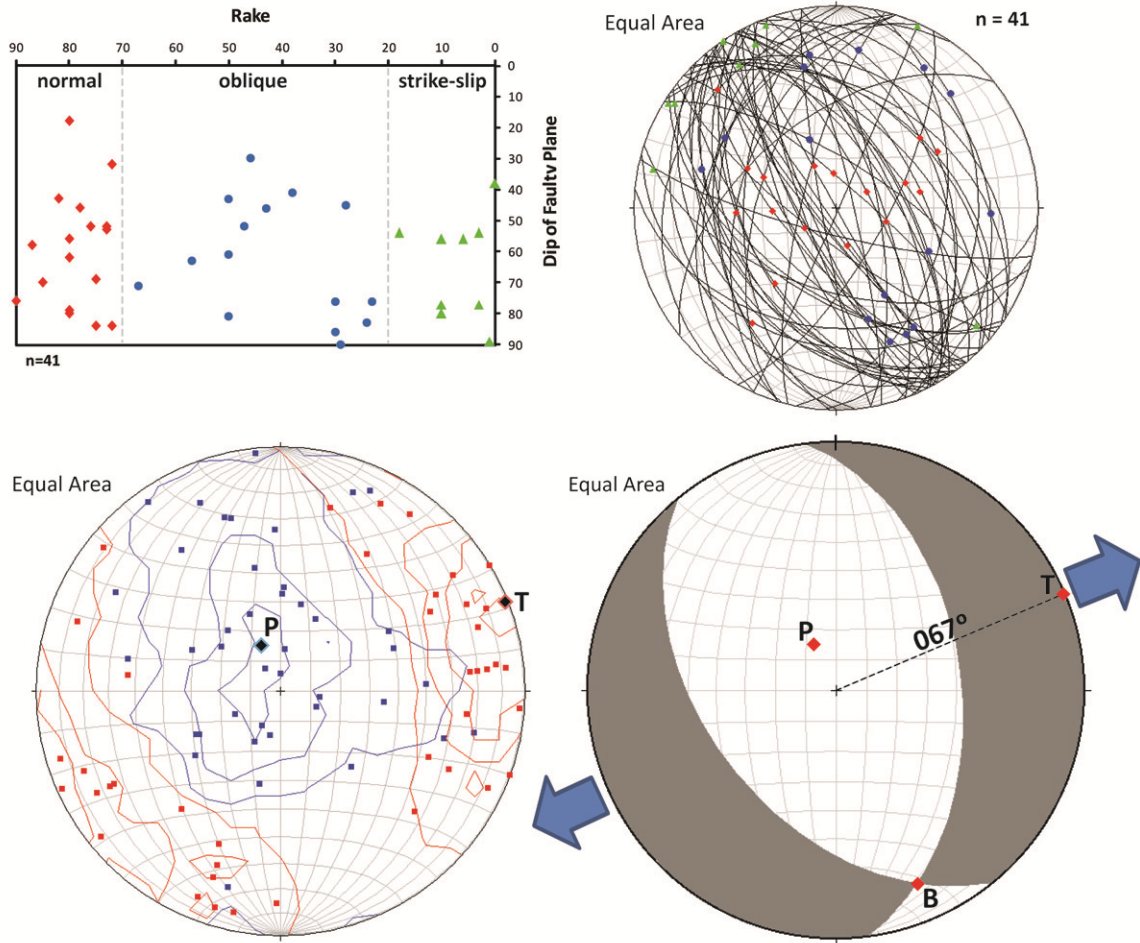 Rake
90 80 70 60 50 40 30 20 10 0
normal oblique strike-slip
0
10
20
30
40
50
60
70
80
90
Dip of Faulty Plane
n=41
Equal Area
n = 41
Equal Area
P
T
Equal Area
P
T
067º
B